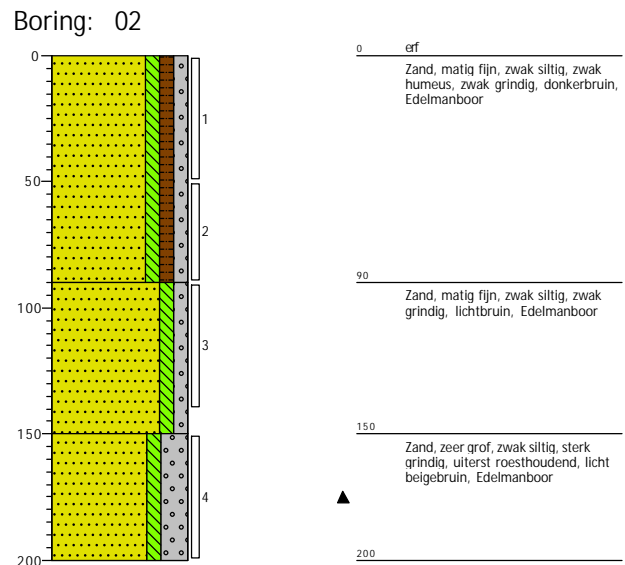 Boring: 02
0
50
100
150
200
1
2
3
4
0 erf
Zand, matig fijn, zwak siltig, zwak
humeus, zwak grindig, donkerbruin,
Edelmanboor
90
Zand, matig fijn, zwak siltig, zwak
grindig, lichtbruin, Edelmanboor
150
Zand, zeer grof, zwak siltig, sterk
grindig, uiterst roesthoudend, licht
beigebruin, Edelmanboor
200